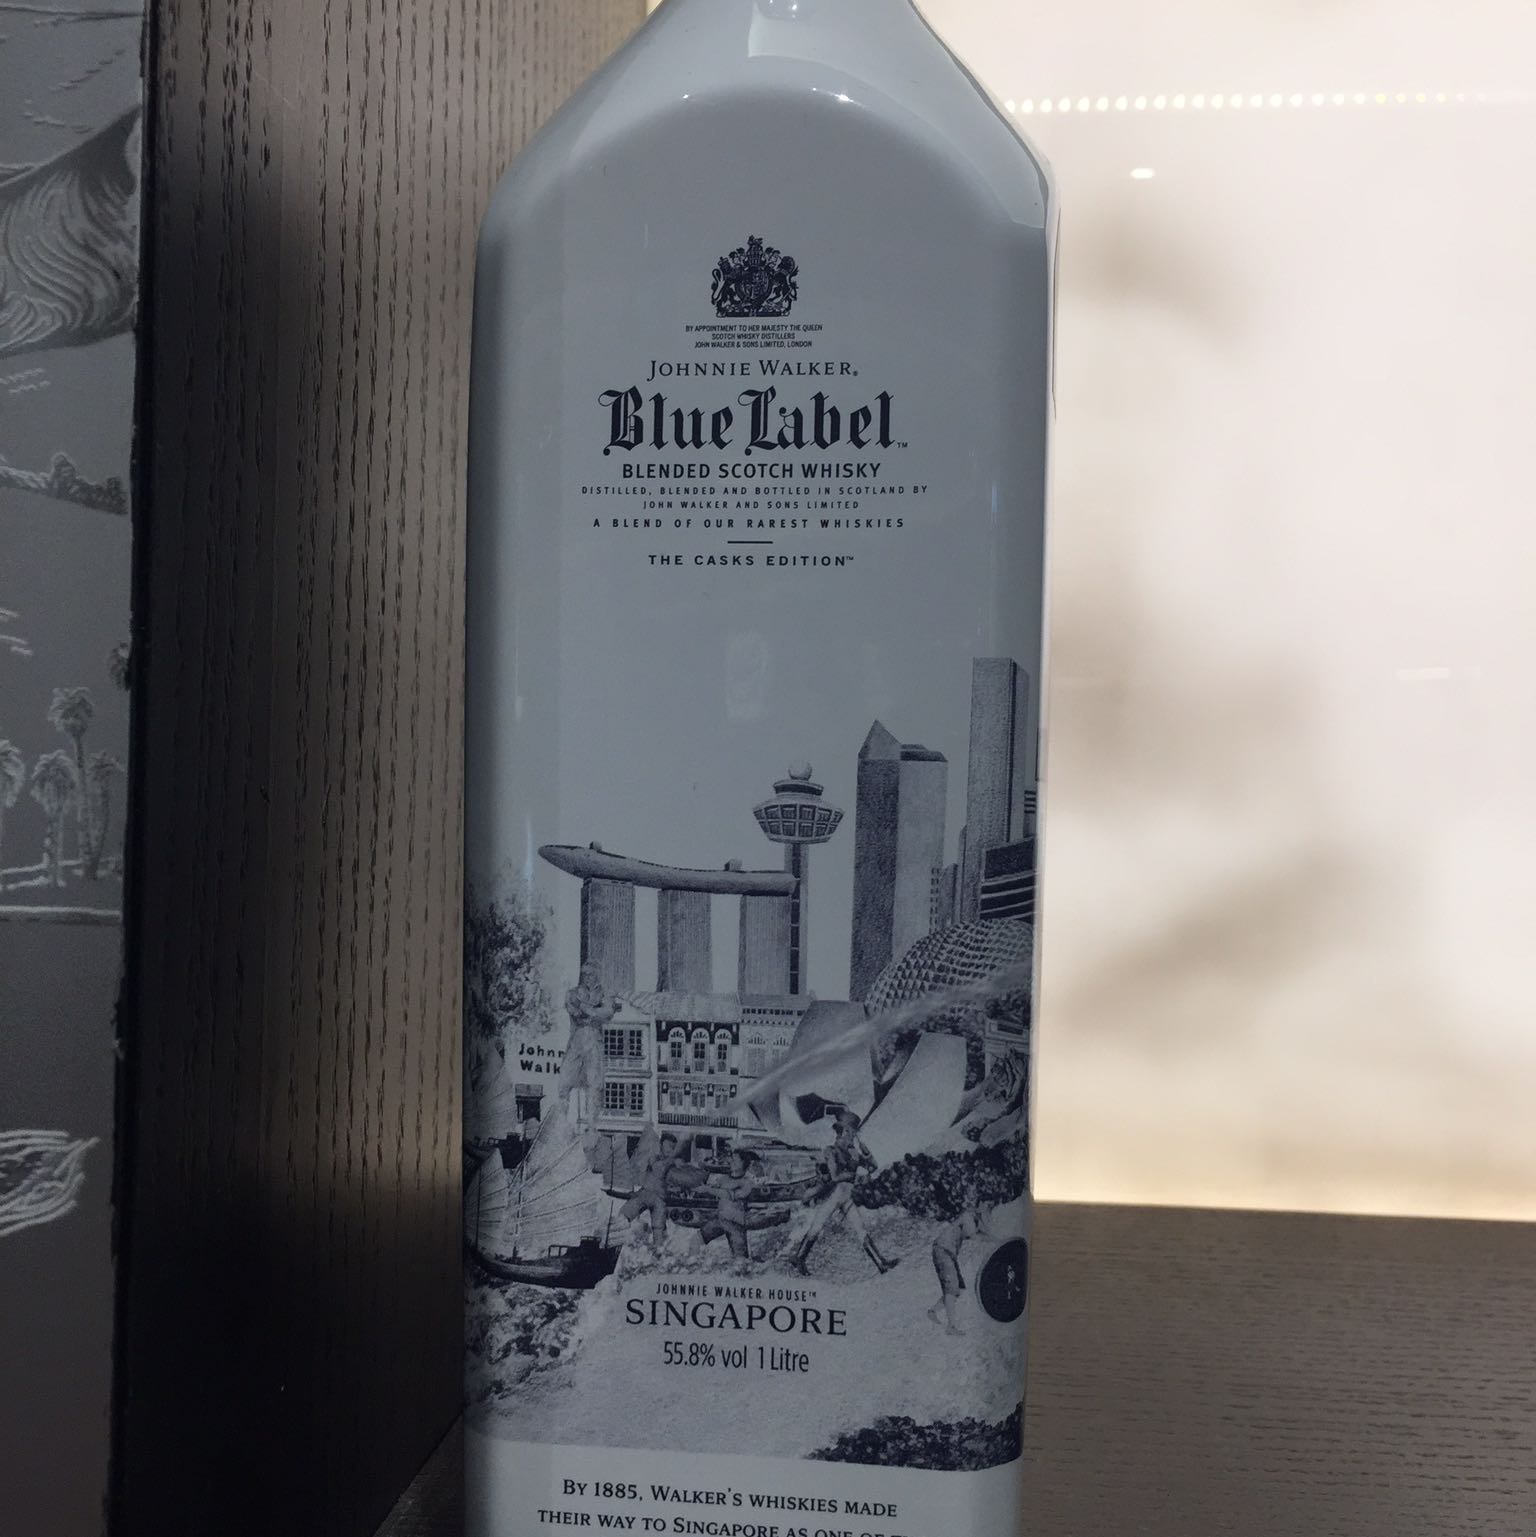 BY APPOINTMENT TO HER MAJESTY THE QUEEN
SCOTCH WHISKY DISTILLERS
JOHN WALKER & SONS LIMITED, LONDON
JOHNNIE WALKER®
Blue Label™
BLENDED SCOTCH WHISKY
DISTILLED, BLENDED AND BOTTLED IN SCOTLAND BY
JOHN WALKER AND SONS LIMITED
A BLEND OF OUR RAREST WHISKIES
THE CASKS EDITION™
Johnn
Walk
JOHNNIE WALKER HOUSE™
SINGAPORE
55.8% vol 1 Litre
BY 1885, WALKER'S WHISKIES MADE
THEIR WAY TO SINGAPORE AS ONE OF